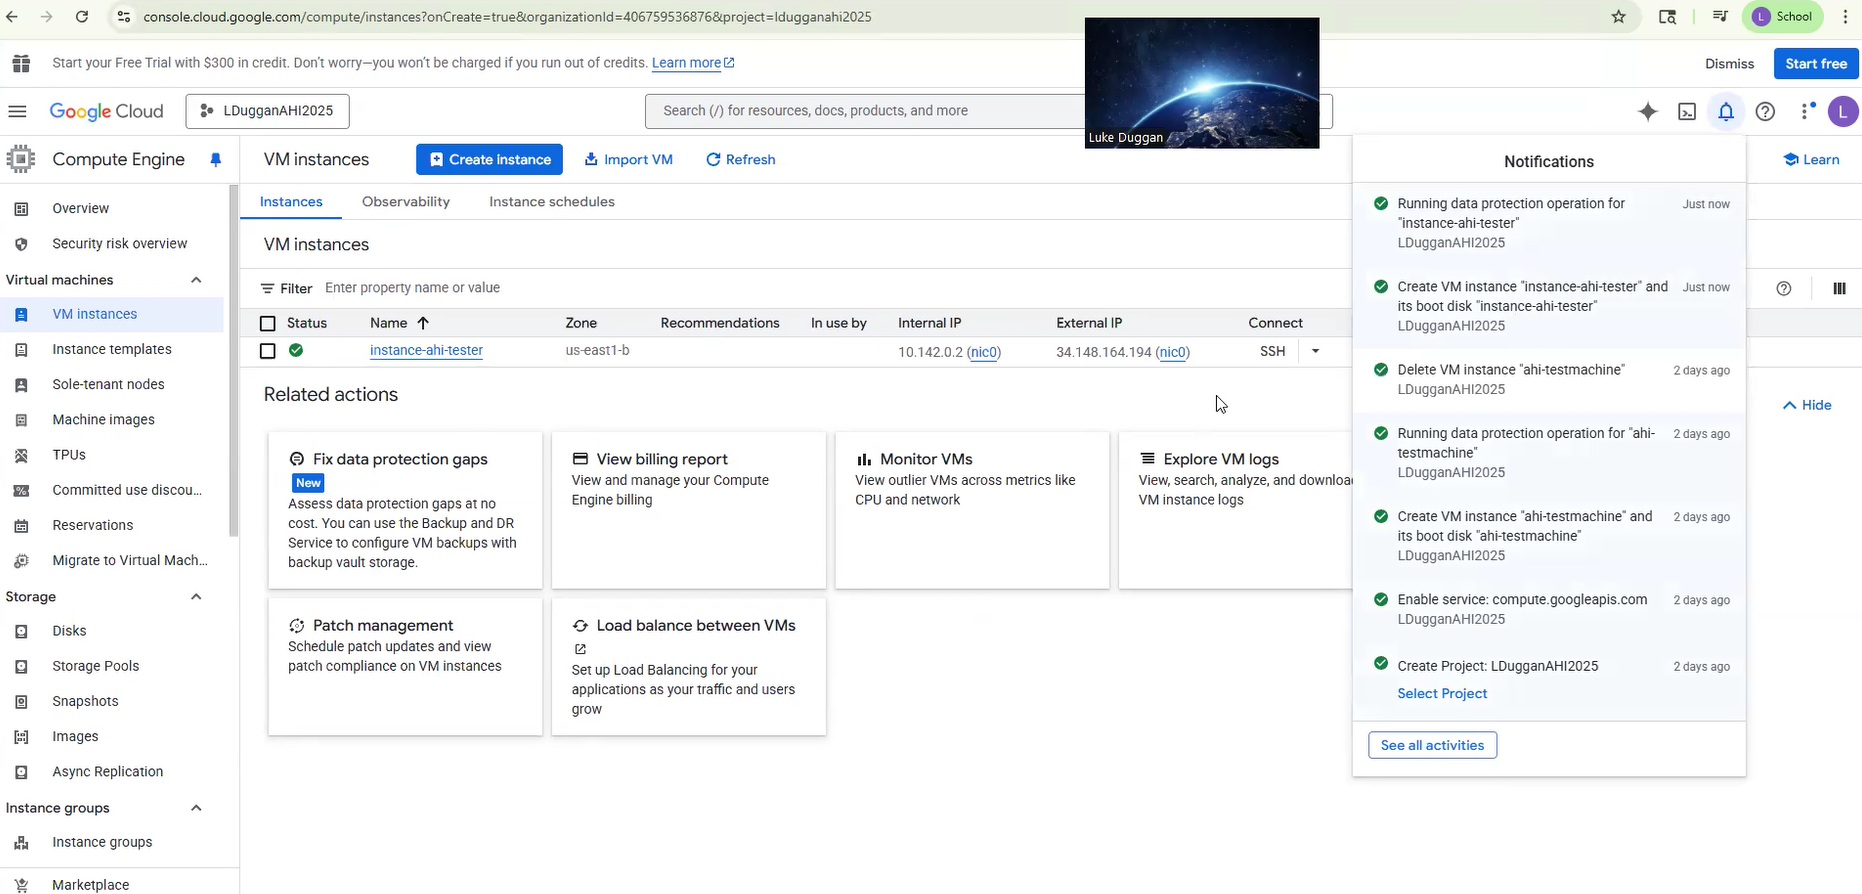 console.cloud.google.com/compute/instances?onCreate=true&organizationId=406759536876&project=ldugganahi2025
L School
Start your Free Trial with $300 in credit. Don't worry—you won't be charged if you run out of credits. Learn more
Dismiss
Start free
Google Cloud
LDugganAHI2025
Search (/) for resources, docs, products, and more
L
Luke Duggan
Compute Engine
VM instances
Create instance
Import VM
Refresh
Learn
Overview
Security risk overview
Virtual machines
VM instances
Instance templates
Sole-tenant nodes
Machine images
TPUs
Committed use discou...
Reservations
Migrate to Virtual Mach...
Storage
Disks
Storage Pools
Snapshots
Images
Async Replication
Instance groups
Instance groups
Marketplace
Instances
Observability
Instance schedules
VM instances
Filter Enter property name or value
Status Name Zone Recommendations In use by Internal IP External IP Connect
instance-ahi-tester us-east1-b 10.142.0.2 (nic0) 34.148.164.194 (nic0) SSH
Related actions
Hide
Fix data protection gaps
New
Assess data protection gaps at no
cost. You can use the Backup and DR
Service to configure VM backups with
backup vault storage.
View billing report
View and manage your Compute
Engine billing
Monitor VMs
View outlier VMs across metrics like
CPU and network
Explore VM logs
View, search, analyze, and download
VM instance logs
Patch management
Schedule patch updates and view
patch compliance on VM instances
Load balance between VMs
Set up Load Balancing for your
applications as your traffic and users
grow
Notifications
Running data protection operation for Just now
"instance-ahi-tester"
LDugganAHI2025
Create VM instance "instance-ahi-tester" and Just now
its boot disk "instance-ahi-tester"
LDugganAHI2025
Delete VM instance "ahi-testmachine" 2 days ago
LDugganAHI2025
Running data protection operation for "ahi- 2 days ago
testmachine"
LDugganAHI2025
Create VM instance "ahi-testmachine" and 2 days ago
its boot disk "ahi-testmachine"
LDugganAHI2025
Enable service: compute.googleapis.com 2 days ago
LDugganAHI2025
Create Project: LDugganAHI2025 2 days ago
Select Project
See all activities